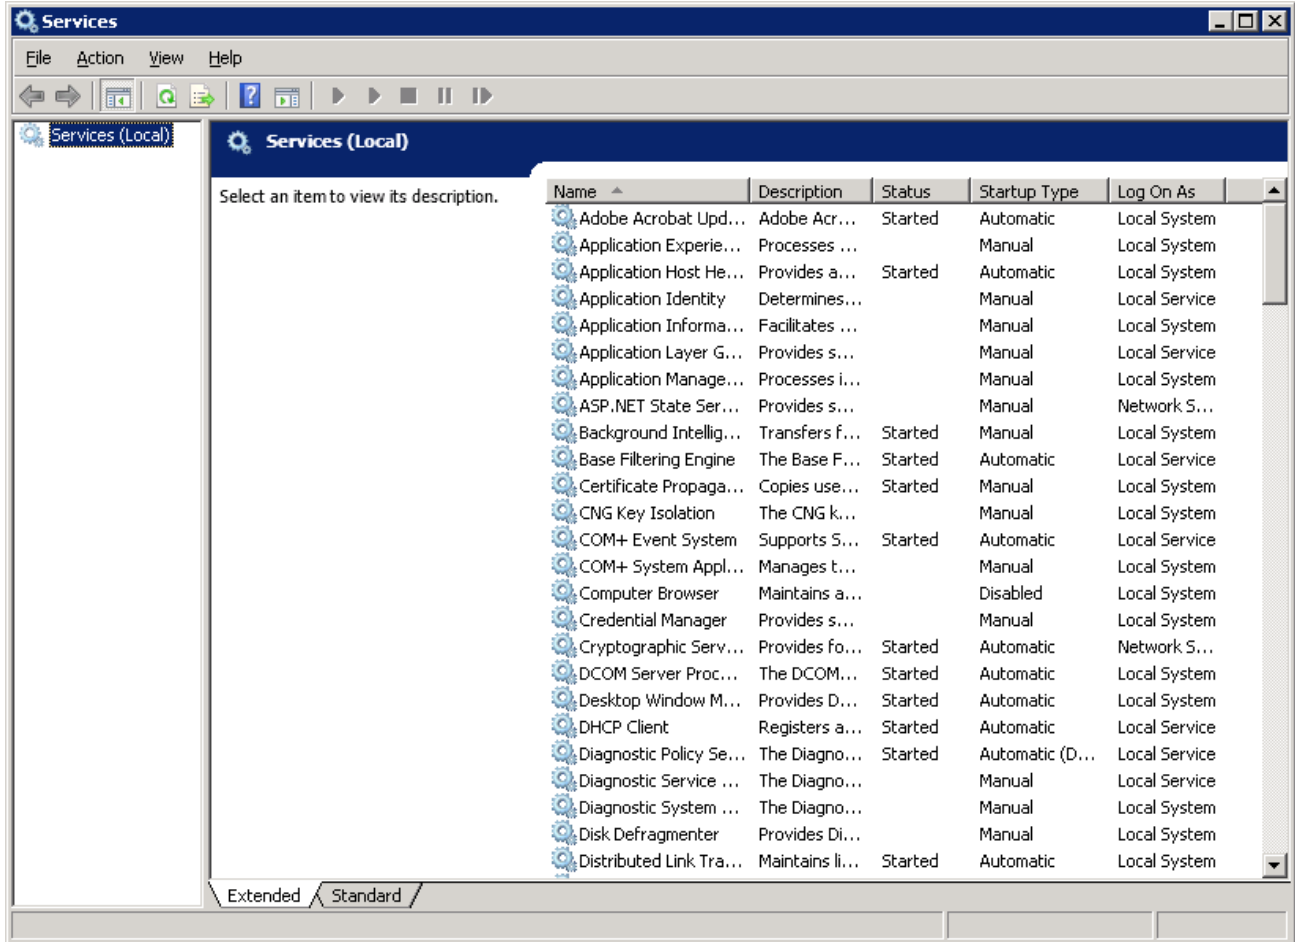 Services
File Action View Help
Services (Local)
Services (Local)
Select an item to view its description.
Name Description Status Startup Type Log On As
Adobe Acrobat Upd... Adobe Acr... Started Automatic Local System
Application Experie... Processes ... Manual Local System
Application Host He... Provides a... Started Automatic Local System
Application Identity Determines... Manual Local Service
Application Informa... Facilitates ... Manual Local System
Application Layer G... Provides s... Manual Local Service
Application Manage... Processes i... Manual Local System
ASP.NET State Ser... Provides s... Manual Network S...
Background Intellig... Transfers f... Started Manual Local System
Base Filtering Engine The Base F... Started Automatic Local Service
Certificate Propaga... Copies use... Started Manual Local System
CNG Key Isolation The CNG k... Manual Local System
COM+ Event System Supports S... Started Automatic Local Service
COM+ System Appl... Manages t... Manual Local System
Computer Browser Maintains a... Disabled Local System
Credential Manager Provides s... Manual Local System
Cryptographic Serv... Provides fo... Started Automatic Network S...
DCOM Server Proc... The DCOM... Started Automatic Local System
Desktop Window M... Provides D... Started Automatic Local System
DHCP Client Registers a... Started Automatic Local Service
Diagnostic Policy Se... The Diagno... Started Automatic (D... Local Service
Diagnostic Service ... The Diagno... Manual Local Service
Diagnostic System ... The Diagno... Manual Local System
Disk Defragmenter Provides Di... Manual Local System
Distributed Link Tra... Maintains li... Started Automatic Local System
Extended Standard